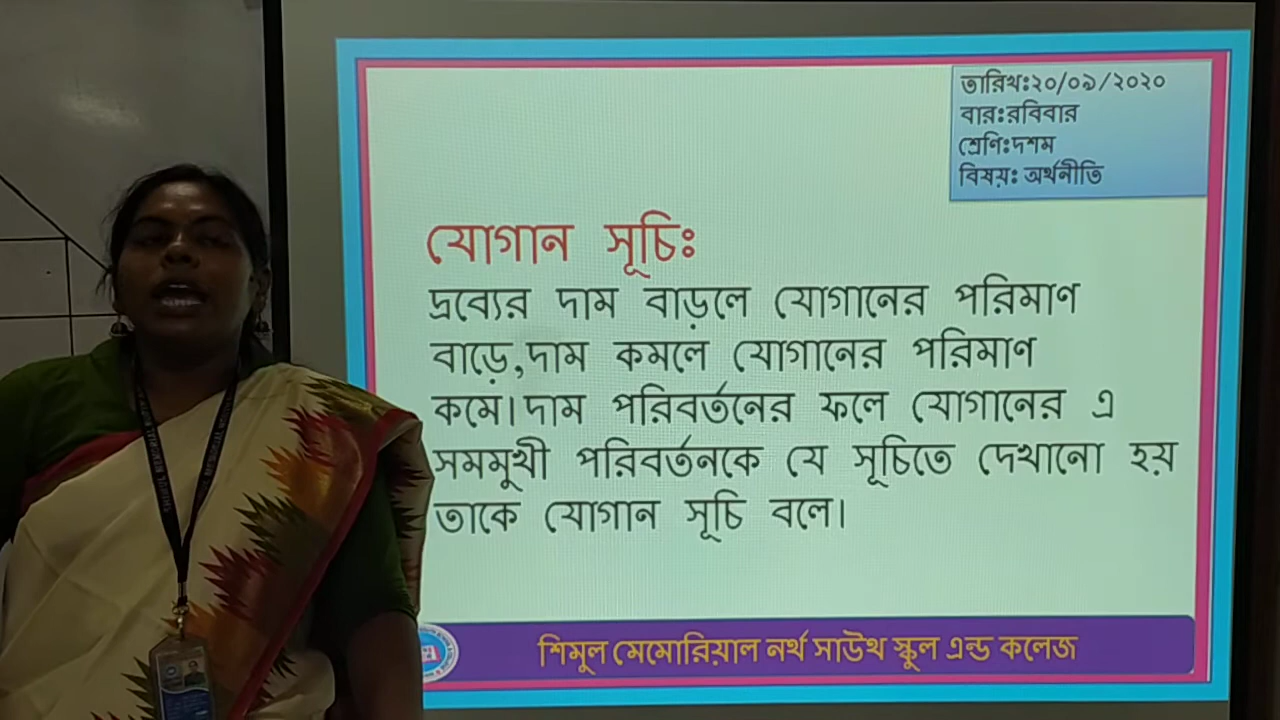 তারিখঃ২০/০৯/২০২০
বারঃরবিবার
শ্রেণিঃদশম
বিষয়ঃ অর্থনীতি
যোগান সূচিঃ
দ্রব্যের দাম বাড়লে যোগানের পরিমাণ
বাড়ে,দাম কমলে যোগানের পরিমাণ
কমে।দাম পরিবর্তনের ফলে যোগানের এ
সমমুখী পরিবর্তনকে যে সূচিতে দেখানো হয়
তাকে যোগান সূচি বলে।
শিমুল মেমোরিয়াল নর্থ সাউথ স্কুল এন্ড কলেজ